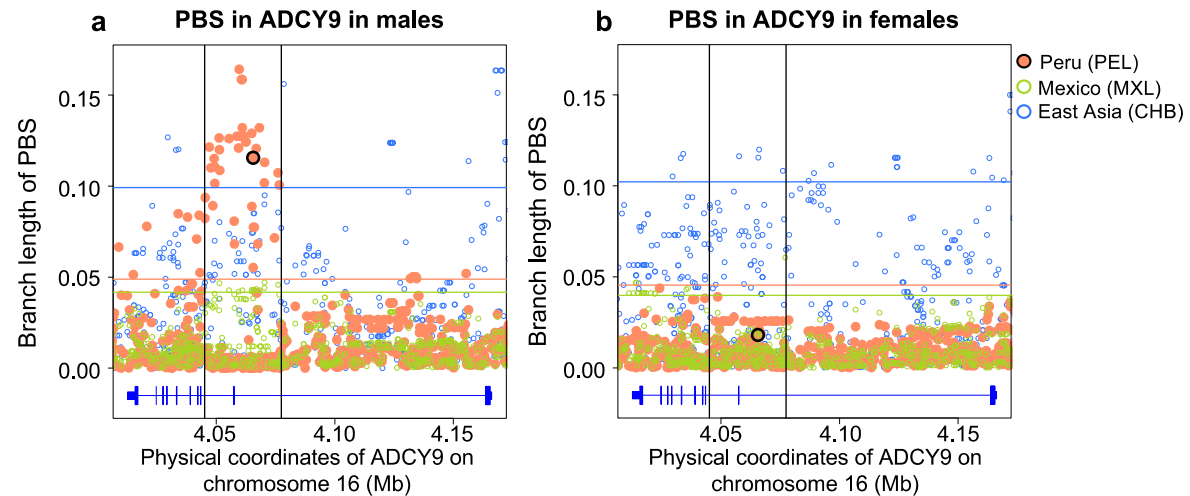 a
PBS in ADCY9 in males
Branch length of PBS
0.15
0.10
0.05
0.00
4.05
4.10
4.15
Physical coordinates of ADCY9 on
chromosome 16 (Mb)
b
PBS in ADCY9 in females
Branch length of PBS
0.15
0.10
0.05
0.00
4.05
4.10
4.15
Physical coordinates of ADCY9 on
chromosome 16 (Mb)
Peru (PEL)
Mexico (MXL)
East Asia (CHB)